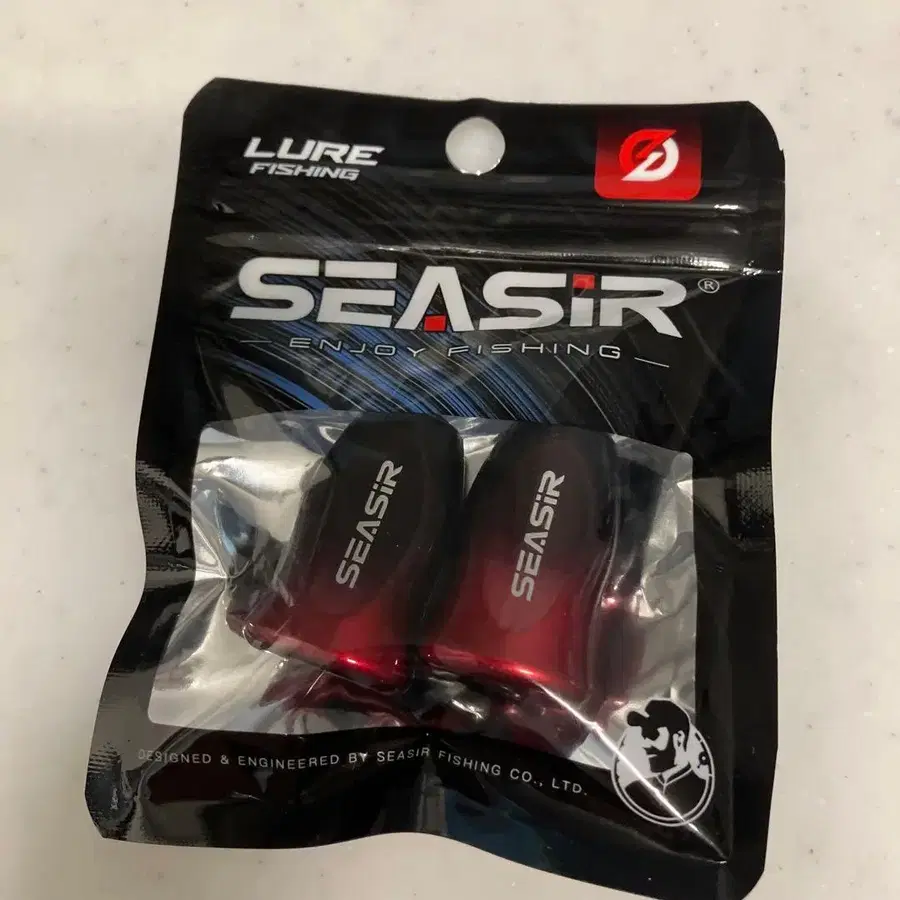 LURE
FISHING
SEASiR®
ENJOY FISHING
SEASiR
SEASiR
DESIGNED & ENGINEERED BY SEASIR FISHING CO., LTD.